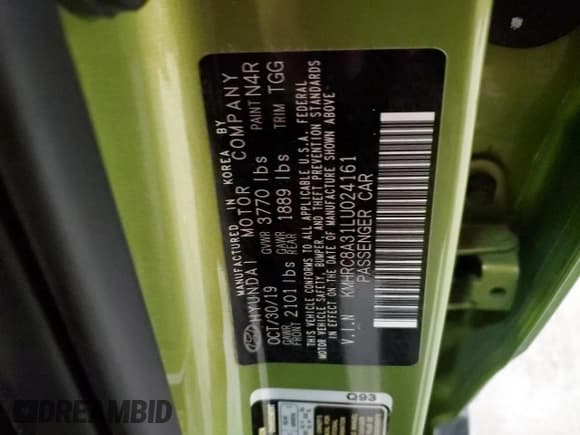 MANUFACTURED IN KOREA BY
HYUNDAI MOTOR COMPANY
OCT/30/19 GVWR 3770 lbs PAINT N4R
GAWR FRONT 2101 lbs GAWR REAR 1889 lbs TRIM TGG
THIS VEHICLE CONFORMS TO ALL APPLICABLE U.S.A. FEDERAL
MOTOR VEHICLE SAFETY, BUMPER, AND THEFT PREVENTION STANDARDS
IN EFFECT ON THE DATE OF MANUFACTURE SHOWN ABOVE
V.I.N KMHRC8A31LU024161
PASSENGER CAR
Q93
DREAMBID